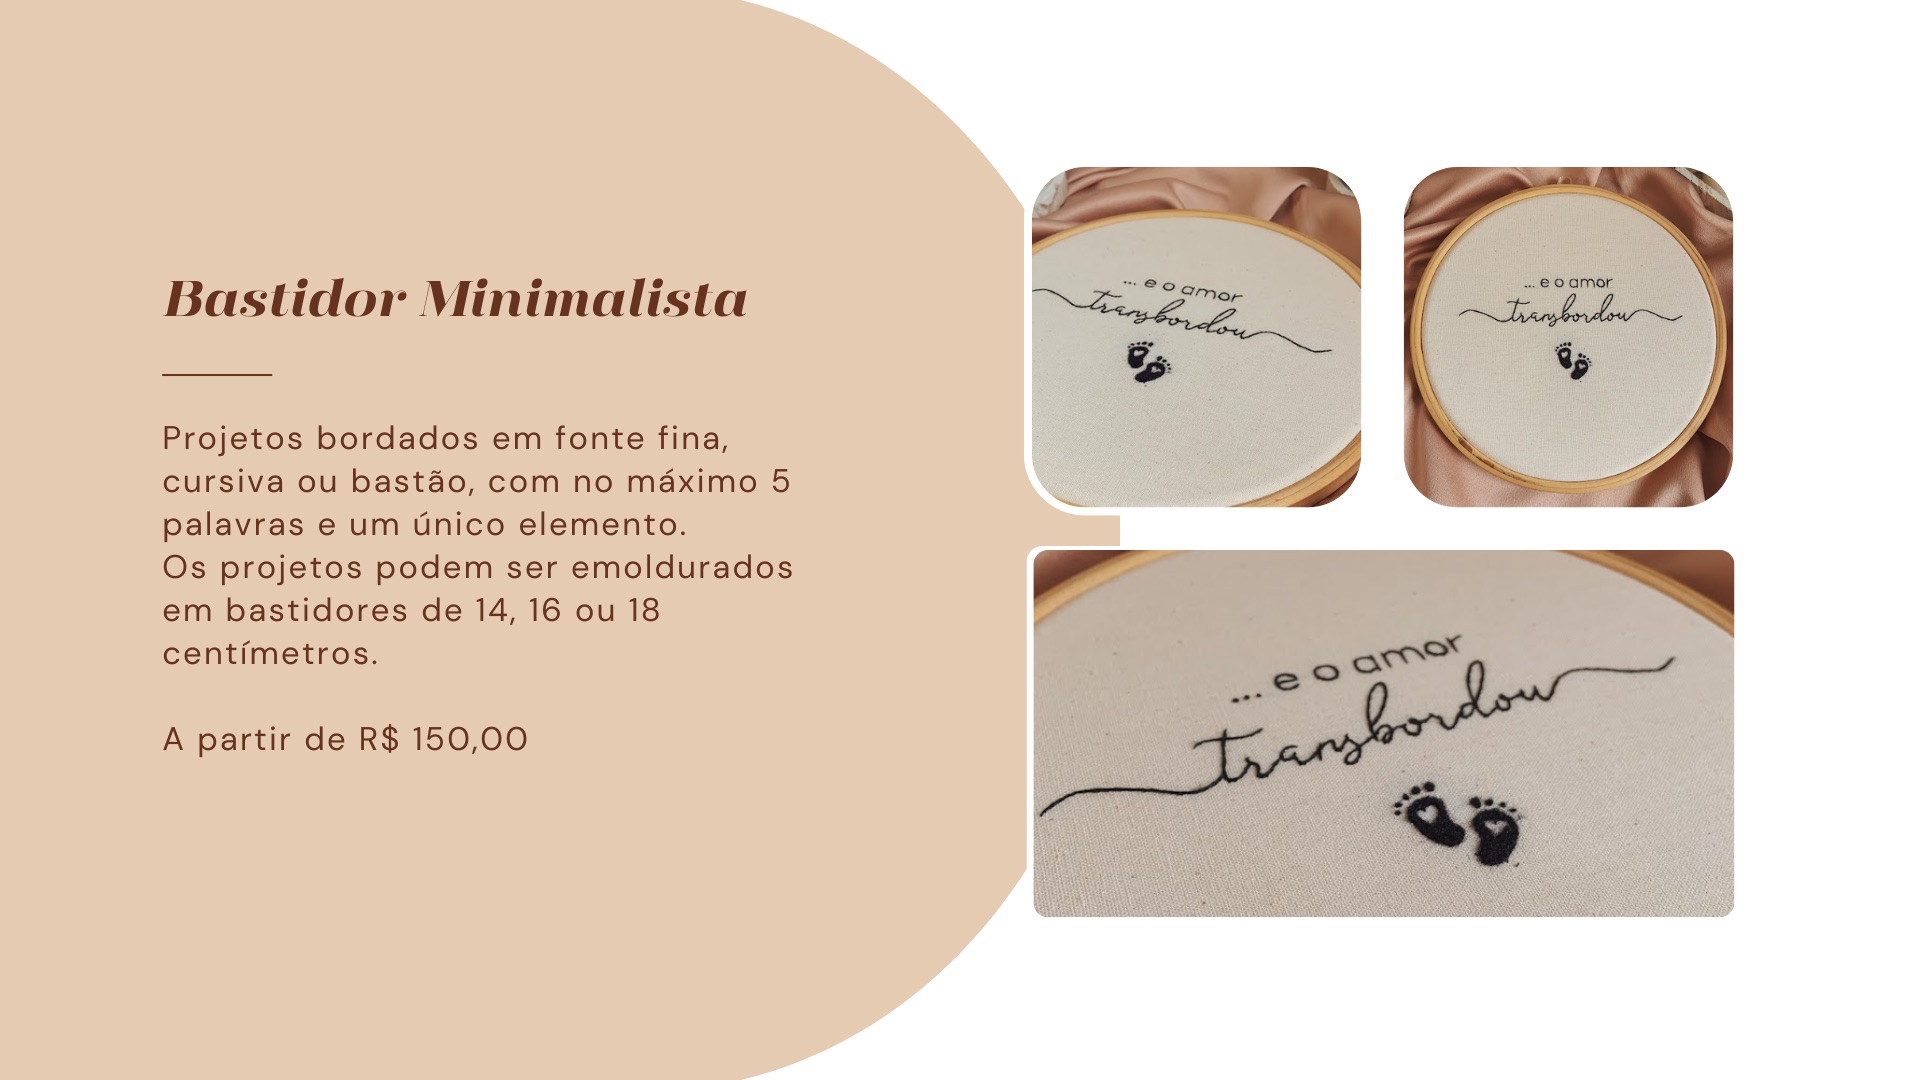 Bastidor Minimalista
Projetos bordados em fonte fina,
cursiva ou bastão, com no máximo 5
palavras e um único elemento.
Os projetos podem ser emoldurados
em bastidores de 14, 16 ou 18
centímetros.
A partir de R$ 150,00
... e o amor
transbordou
... e o amor
transbordou
... e o amor
transbordou